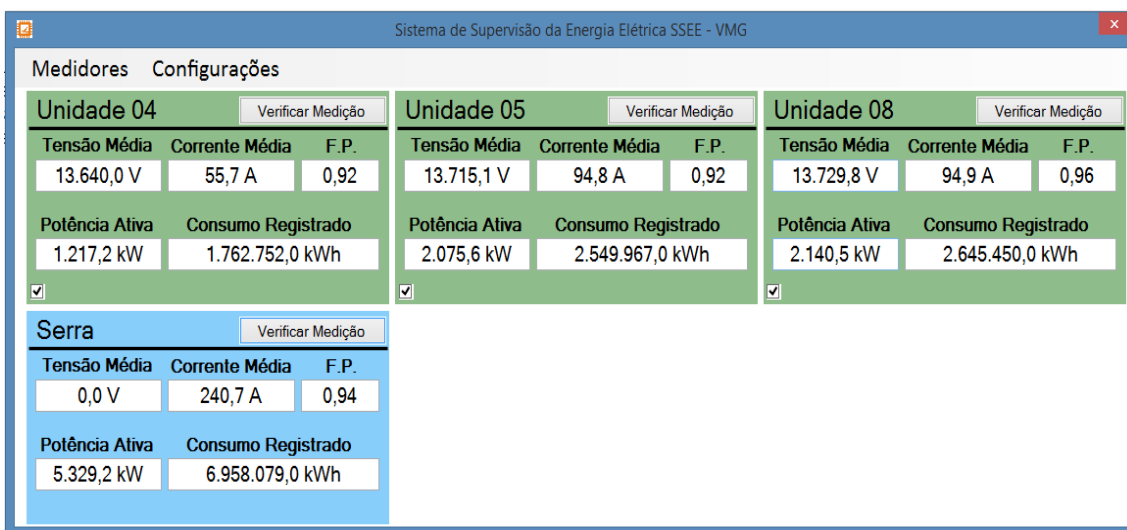 Sistema de Supervisão da Energia Elétrica SSEE - VMG
x
Medidores Configurações
Unidade 04 Verificar Medição
Tensão Média Corrente Média F.P.
13.640,0 V 55,7 A 0,92
Potência Ativa Consumo Registrado
1.217,2 kW 1.762.752,0 kWh
Unidade 05 Verificar Medição
Tensão Média Corrente Média F.P.
13.715,1 V 94,8 A 0,92
Potência Ativa Consumo Registrado
2.075,6 kW 2.549.967,0 kWh
Unidade 08 Verificar Medição
Tensão Média Corrente Média F.P.
13.729,8 V 94,9 A 0,96
Potência Ativa Consumo Registrado
2.140,5 kW 2.645.450,0 kWh
Serra Verificar Medição
Tensão Média Corrente Média F.P.
0,0 V 240,7 A 0,94
Potência Ativa Consumo Registrado
5.329,2 kW 6.958.079,0 kWh